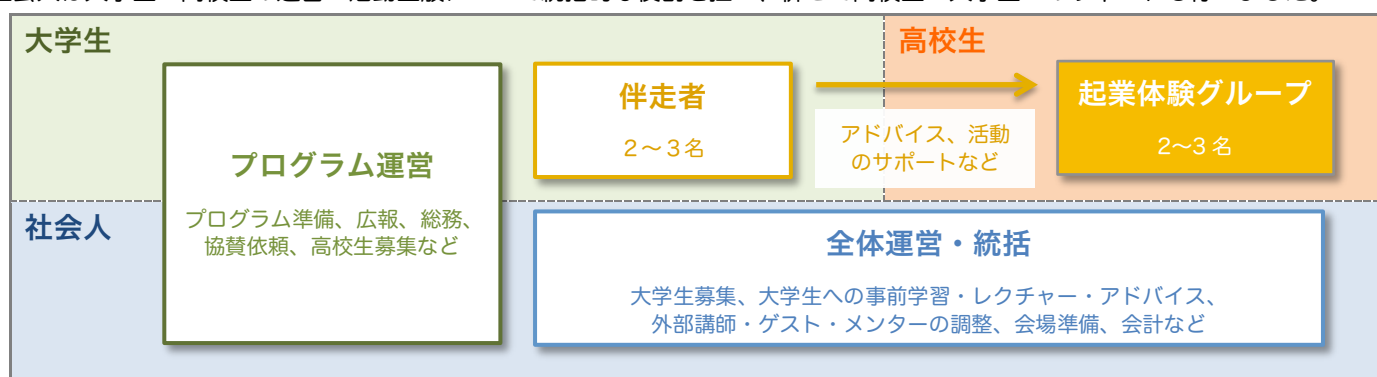 大学生
高校生
伴走者
2〜3名
アドバイス、活動
のサポートなど
起業体験グループ
2〜3 名
プログラム運営
プログラム準備、広報、総務、
協賛依頼、高校生募集など
社会人
全体運営・統括
大学生募集、大学生への事前学習・レクチャー・アドバイス、
外部講師・ゲスト・メンターの調整、会場準備、会計など